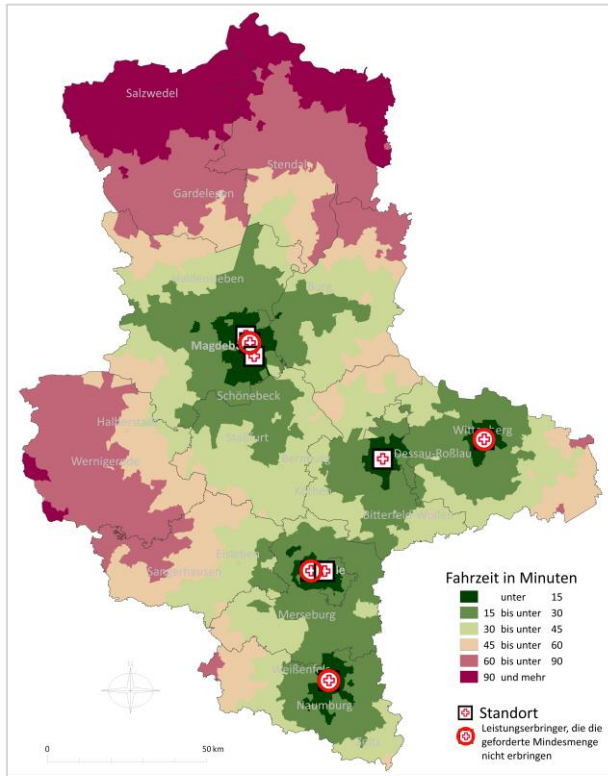 Salzwedel
Stendal
Gardelegen
Haldensleben
Burg
Magdeb
Schönebeck
Halberstadt
Staßfurt
Wittenberg
Wernigerode
Bernburg
Dessau-Roßlau
Köthen
Bitterfeld-Wolfen
Eisleben
Sangerhausen
le
Merseburg
Weißenfels
Naumburg
Zeitz
Fahrzeit in Minuten
unter 15
15 bis unter 30
30 bis unter 45
45 bis unter 60
60 bis unter 90
90 und mehr
Standort
Leistungserbringer, die die
geforderte Mindesmenge
nicht erbringen
0 50 km